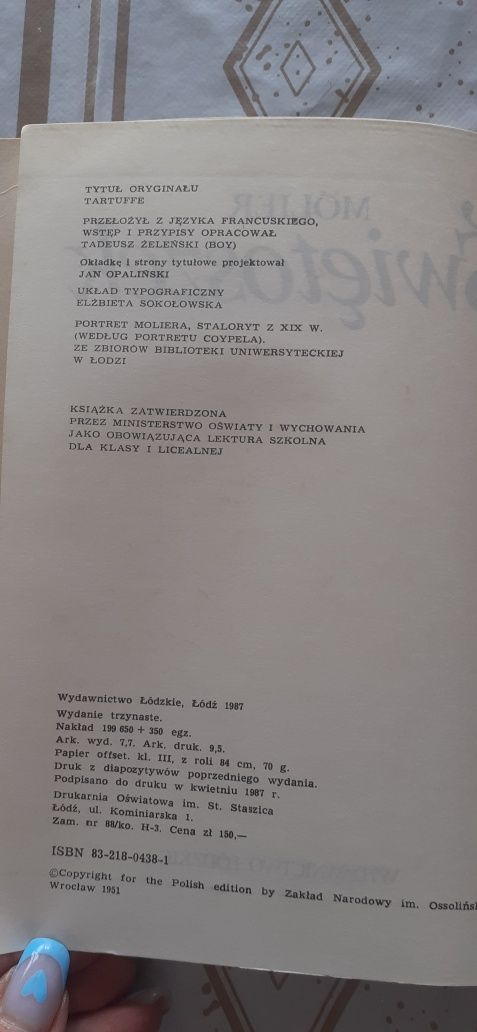 TYTUŁ ORYGINAŁU
TARTUFFE
PRZEŁOŻYŁ Z JĘZYKA FRANCUSKIEGO,
WSTĘP I PRZYPISY OPRACOWAŁ
TADEUSZ ŻELEŃSKI (BOY)
Okładkę i strony tytułowe projektował
JAN OPALIŃSKI
UKŁAD TYPOGRAFICZNY
ELŻBIETA SOKOŁOWSKA
PORTRET MOLIERA, STALORYT Z XIX W.
(WEDŁUG PORTRETU COYPELA).
ZE ZBIORÓW BIBLIOTEKI UNIWERSYTECKIEJ
W ŁODZI
KSIĄŻKA ZATWIERDZONA
PRZEZ MINISTERSTWO OŚWIATY I WYCHOWANIA
JAKO OBOWIĄZUJĄCA LEKTURA SZKOLNA
DLA KLASY I LICEALNEJ
Wydawnictwo Łódzkie, Łódź 1987
Wydanie trzynaste.
Nakład 199 650 + 350 egz.
Ark. wyd. 7,7. Ark. druk. 9,5.
Papier offset. kl. III, z roli 84 cm, 70 g.
Druk z diapozytywów poprzedniego wydania.
Podpisano do druku w kwietniu 1987 r.
Drukarnia Oświatowa im. St. Staszica
Łódź, ul. Kominiarska 1.
Zam. nr 88/ko. H-3. Cena zł 150,—
ISBN 83-218-0438-1
©Copyright for the Polish edition by Zakład Narodowy im. Ossolińsk
Wrocław 1951